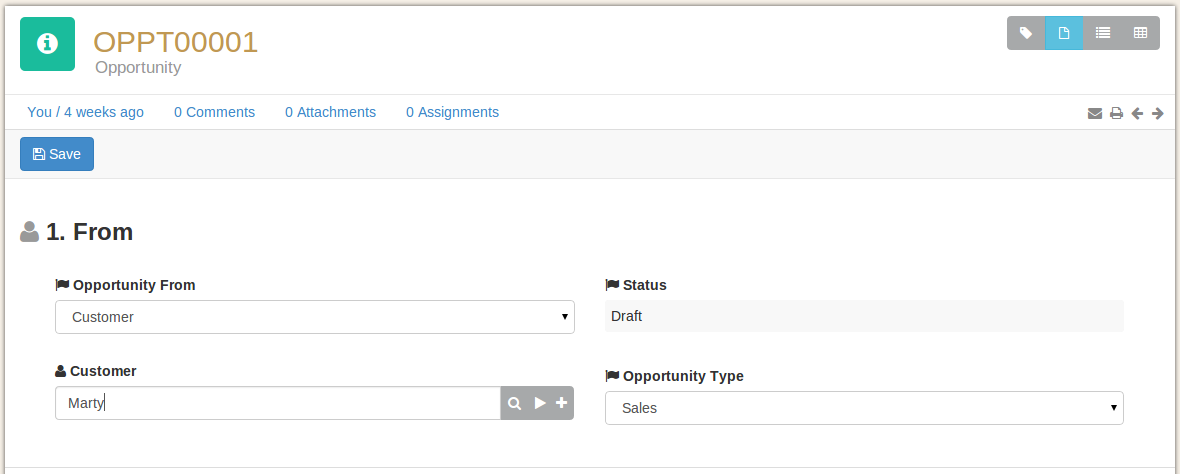 OPPT00001
Opportunity
You / 4 weeks ago 0 Comments 0 Attachments 0 Assignments
Save
1. From
Opportunity From
Customer
Status
Draft
Customer
Marty
Opportunity Type
Sales